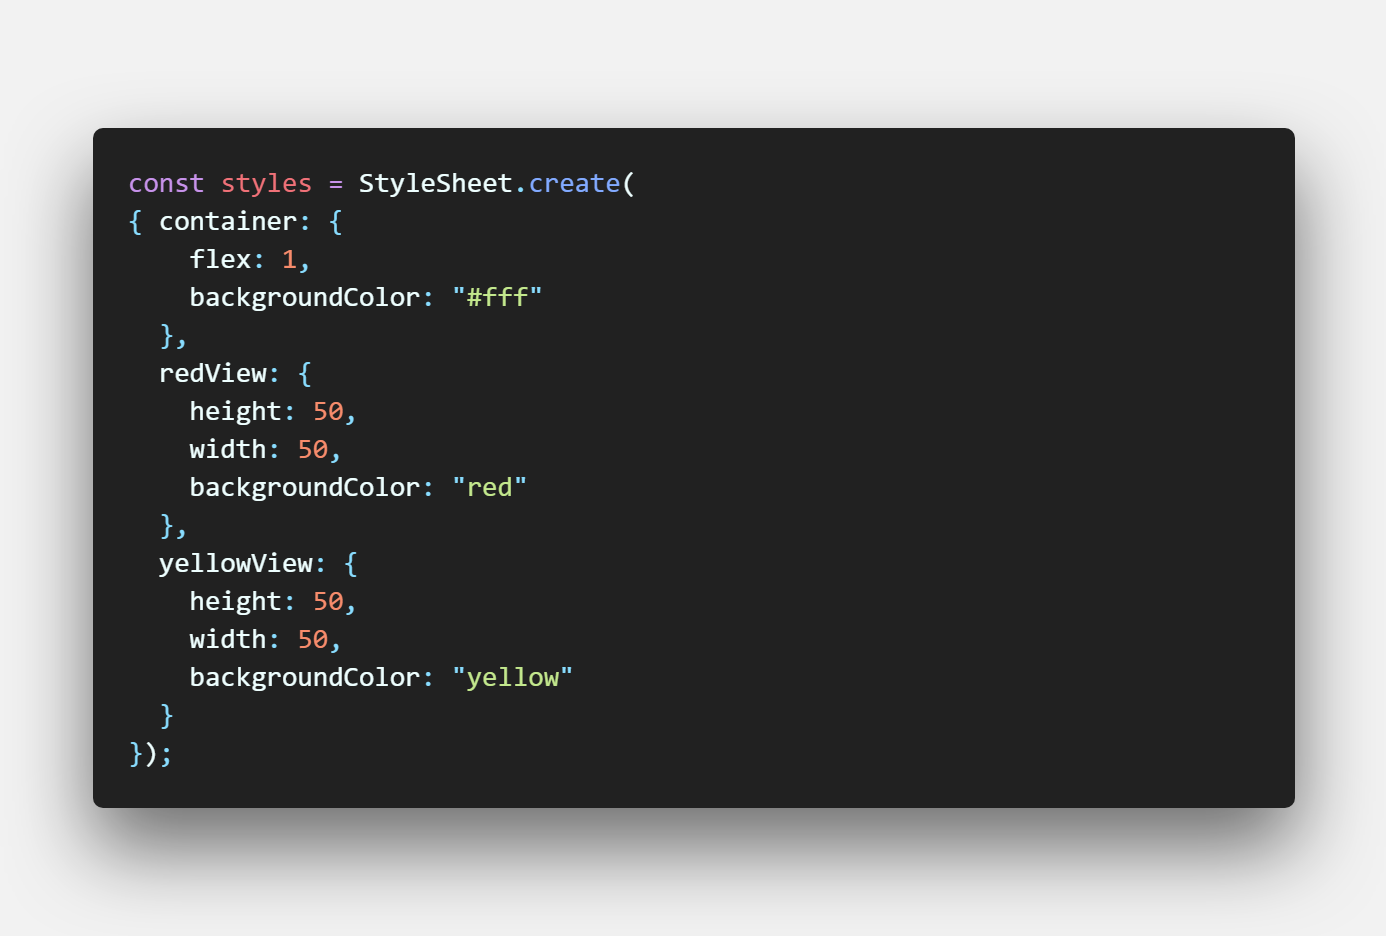 const styles = StyleSheet.create(
{ container: {
    flex: 1,
    backgroundColor: "#fff"
  },
  redView: {
    height: 50,
    width: 50,
    backgroundColor: "red"
  },
  yellowView: {
    height: 50,
    width: 50,
    backgroundColor: "yellow"
  }
});